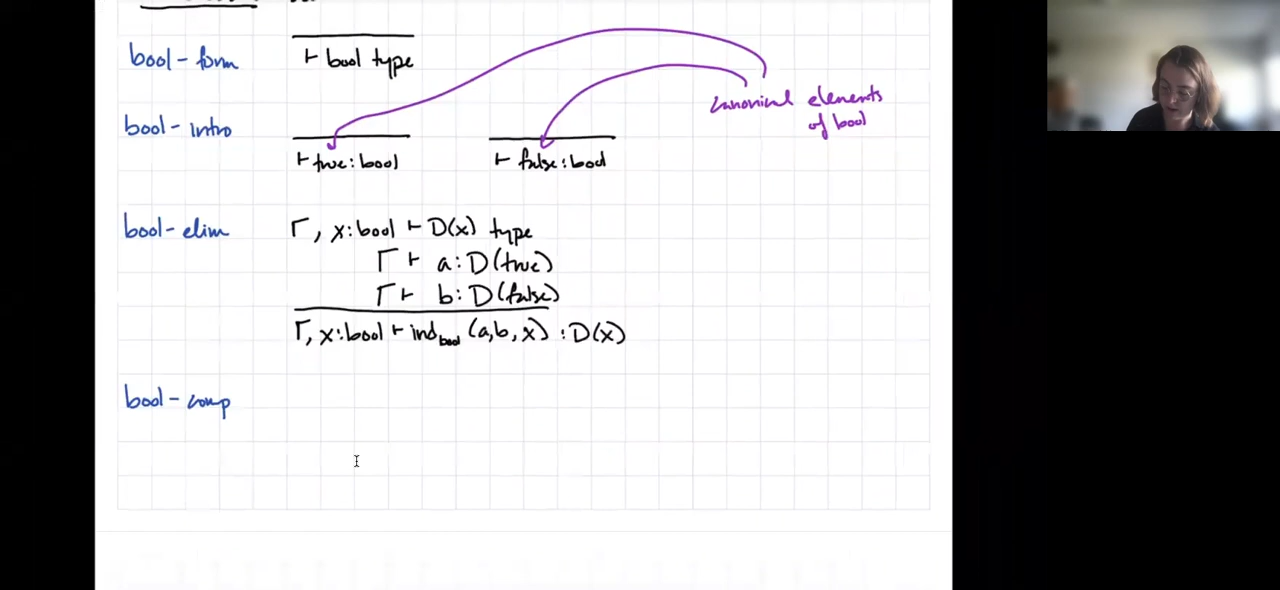 bool-form
⊢ bool type
canonical elements of bool
bool-intro
⊢ true:bool
⊢ false:bool
bool-elim
Γ, x:bool ⊢ D(x) type
Γ ⊢ a:D(true)
Γ ⊢ b:D(false)
Γ, x:bool ⊢ ind_bool (a,b,x) : D(x)
bool-comp